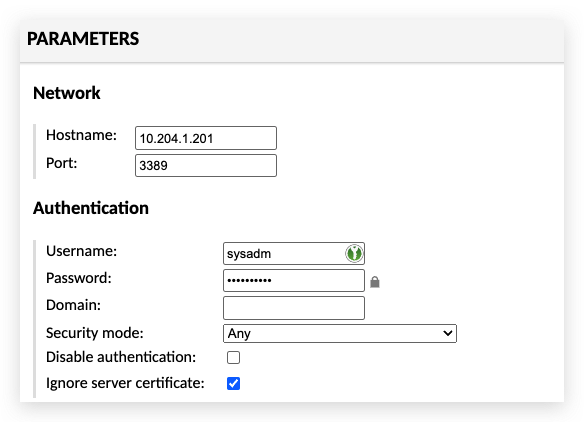 PARAMETERS
Network
Hostname: 10.204.1.201
Port: 3389
Authentication
Username: sysadm
Password: ••••••••••
Domain:
Security mode: Any
Disable authentication:
Ignore server certificate: